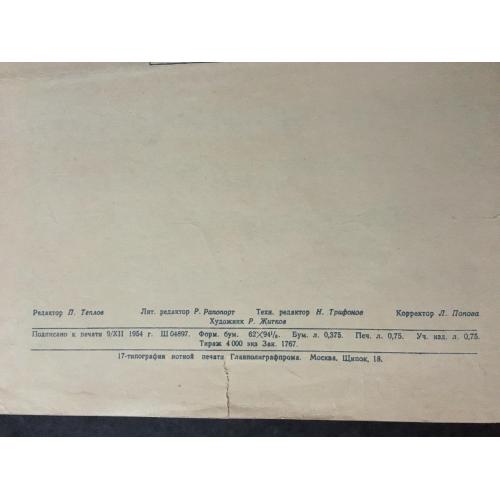 Редактор П. Теплов Лит. редактор Р. Рапопорт Техн. редактор Н. Трифонов Корректор Л. Попова
Художник Р. Житков
Подписано к печати 9/XII 1954 г. Ш 04897. Форм. бум. 62×94¹/₈. Бум. л. 0,375. Печ. л. 0,75. Уч. изд. л. 0,75.
Тираж 4 000 экз Зак. 1767.
17-типография нотной печати Главполиграфпрома. Москва, Щипок, 18.